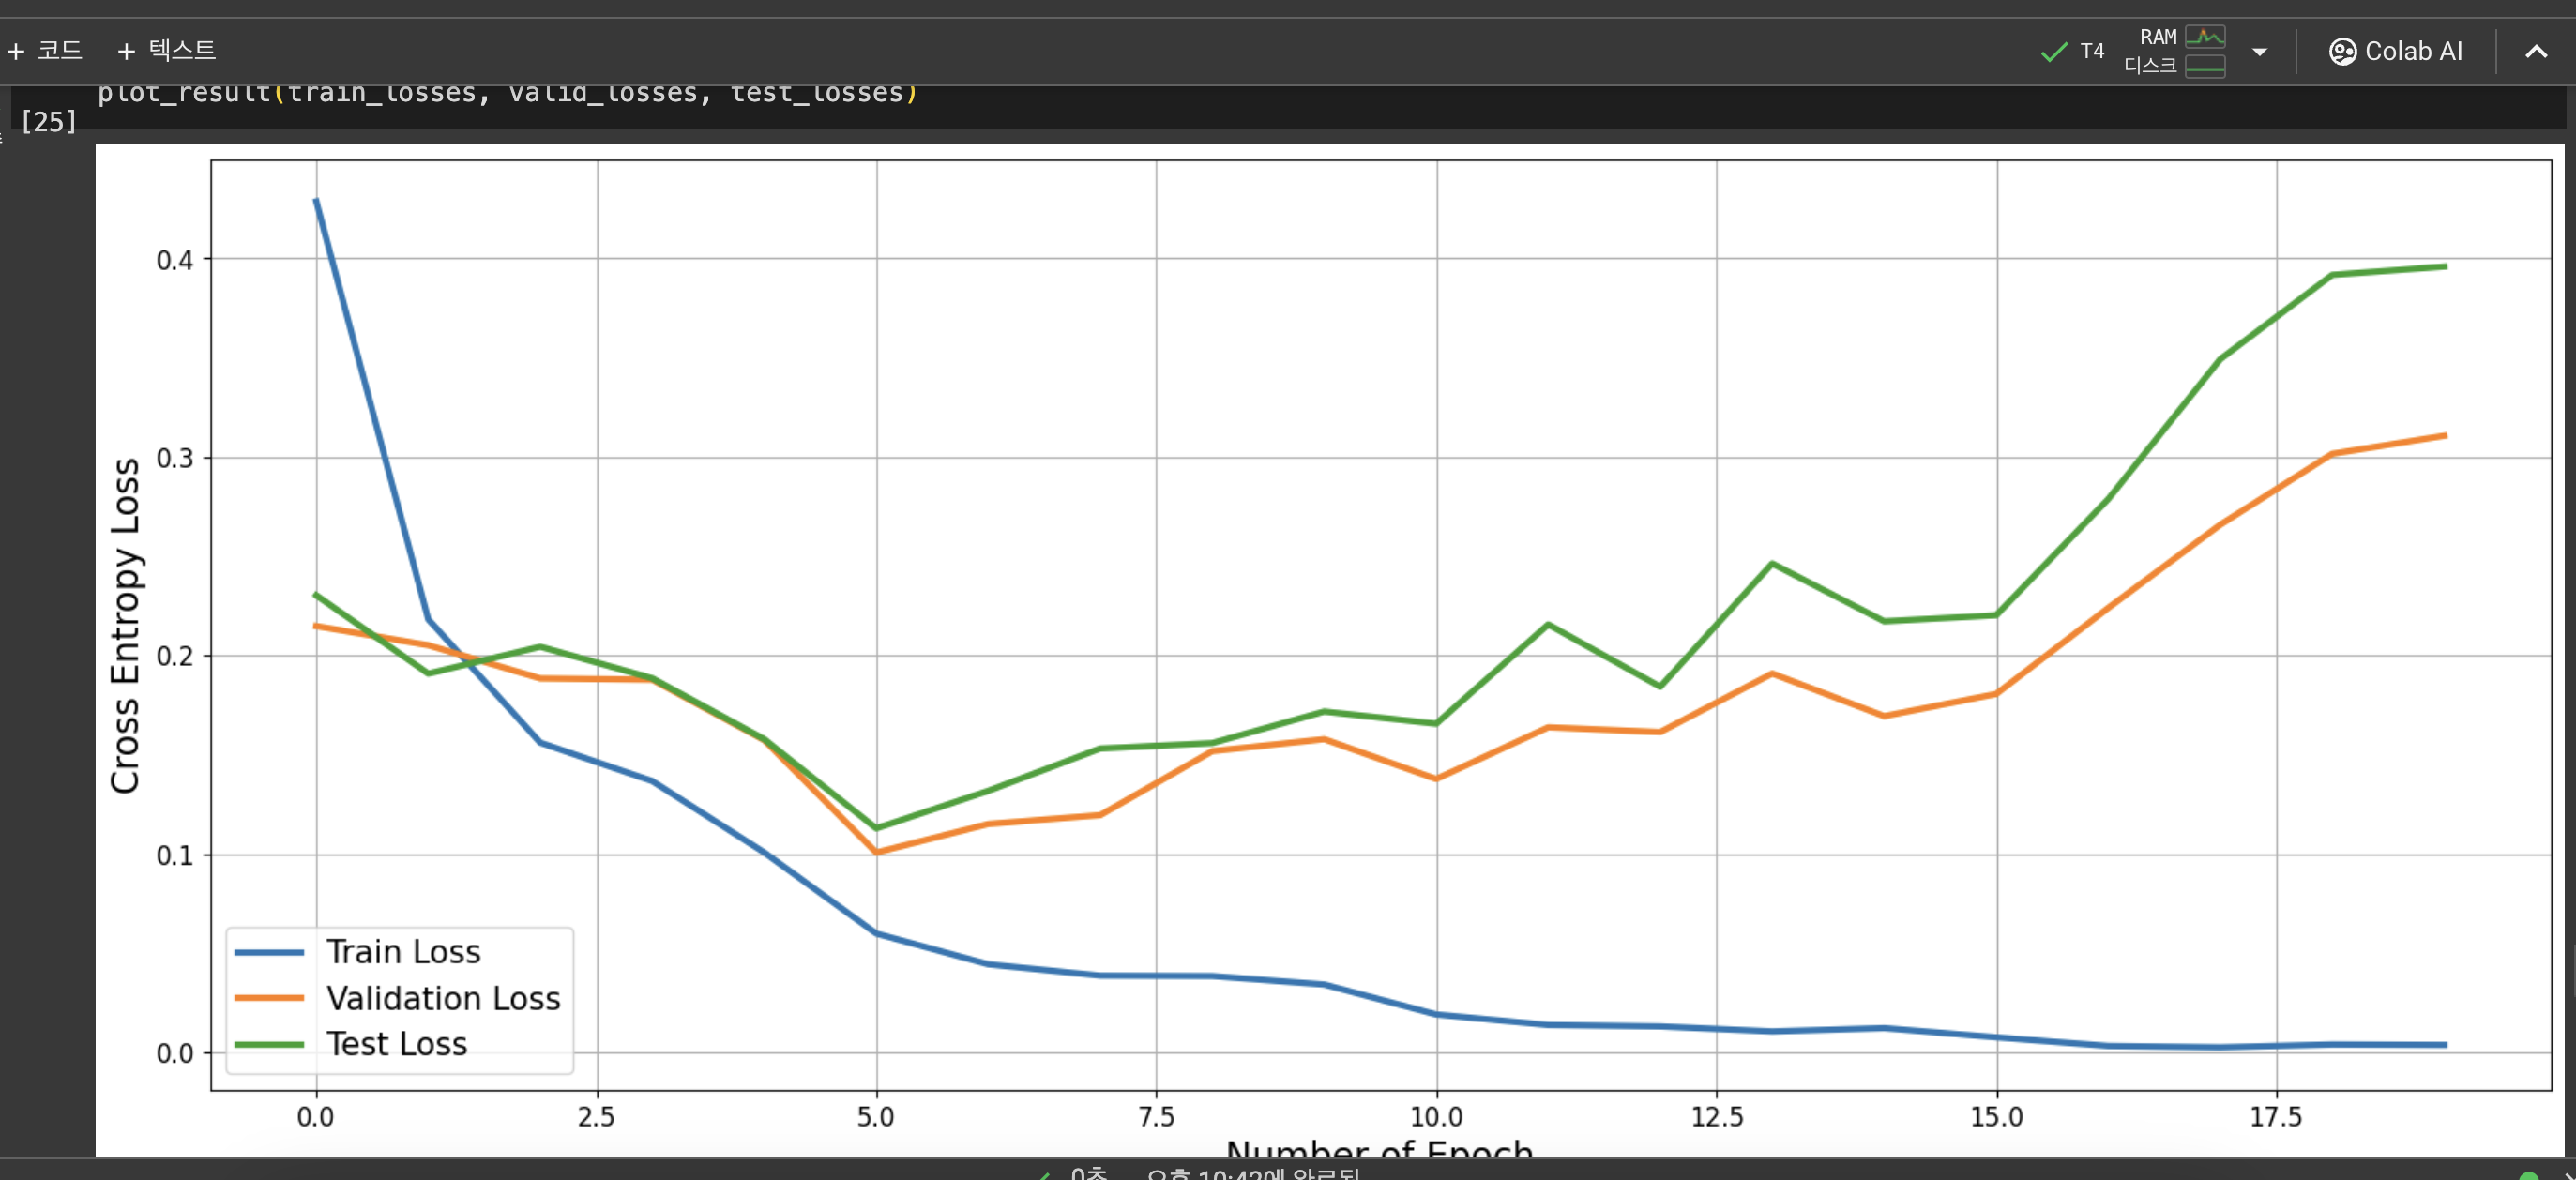 + 코드 + 텍스트
T4
RAM
디스크
Colab AI
plot_result(train_losses, valid_losses, test_losses)
[25]
Cross Entropy Loss
0.4
0.3
0.2
0.1
0.0
Train Loss
Validation Loss
Test Loss
0.0 2.5 5.0 7.5 10.0 12.5 15.0 17.5
Number of Epoch
0초 오후 10:42에 완료됨